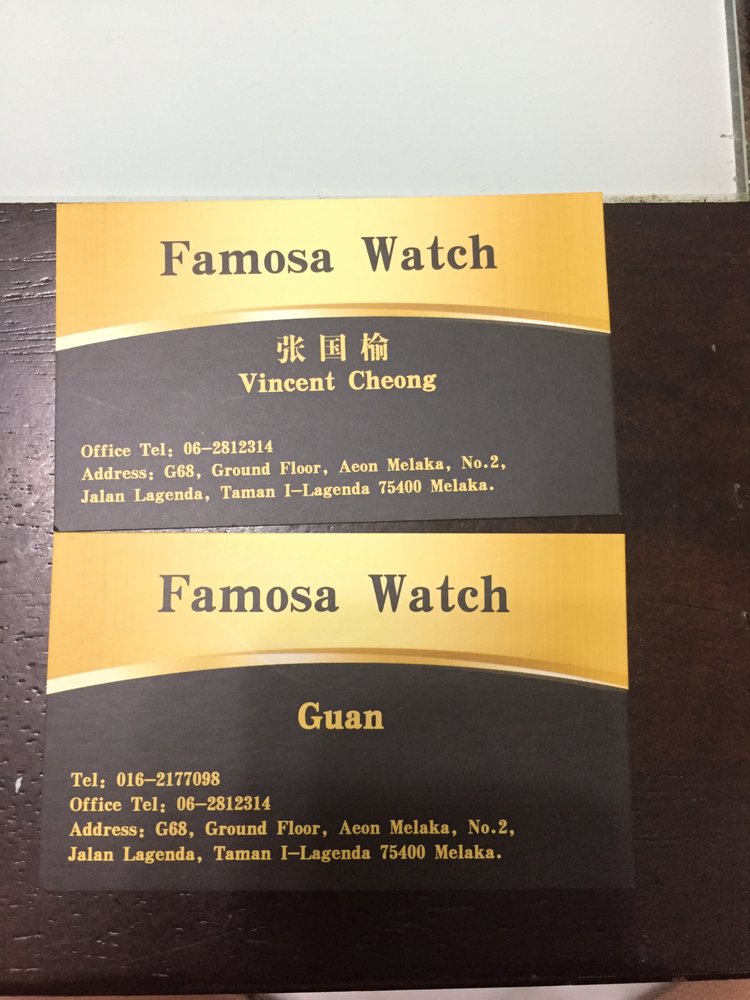 Famosa Watch
张国榆
Vincent Cheong
Office Tel: 06-2812314
Address: G68, Ground Floor, Aeon Melaka, No.2,
Jalan Lagenda, Taman I-Lagenda 75400 Melaka.
Famosa Watch
Guan
Tel: 016-2177098
Office Tel: 06-2812314
Address: G68, Ground Floor, Aeon Melaka, No.2,
Jalan Lagenda, Taman I-Lagenda 75400 Melaka.